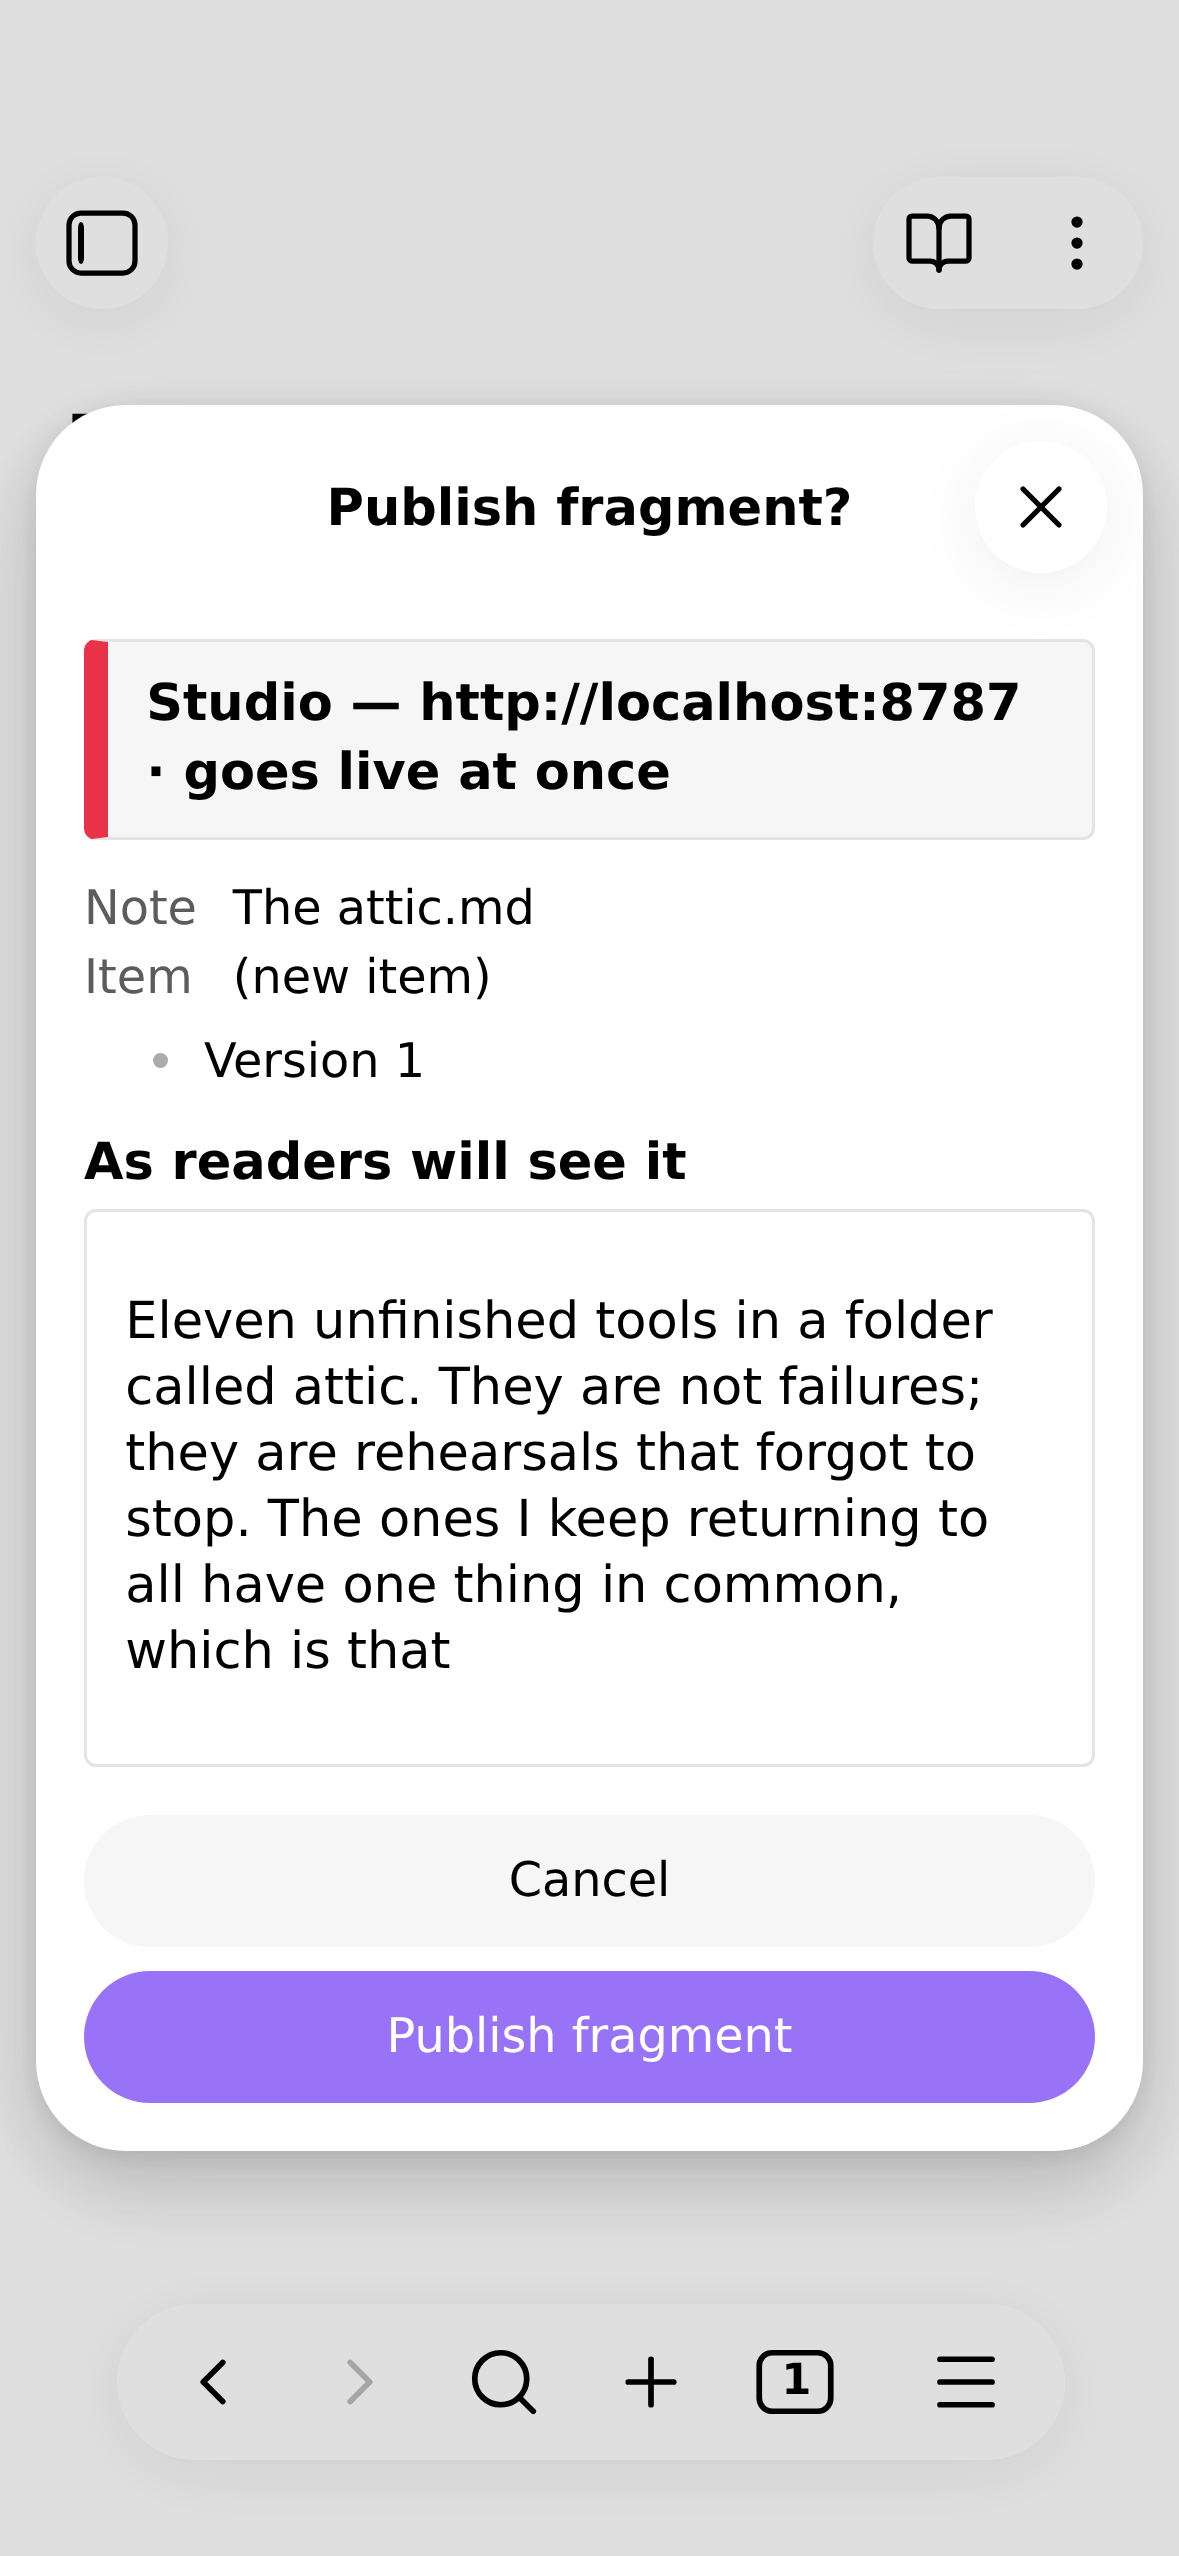 Publish fragment?
Studio — http://localhost:8787
· goes live at once
Note The attic.md
Item (new item)
• Version 1
As readers will see it
Eleven unfinished tools in a folder
called attic. They are not failures;
they are rehearsals that forgot to
stop. The ones I keep returning to
all have one thing in common,
which is that
Cancel
Publish fragment
1